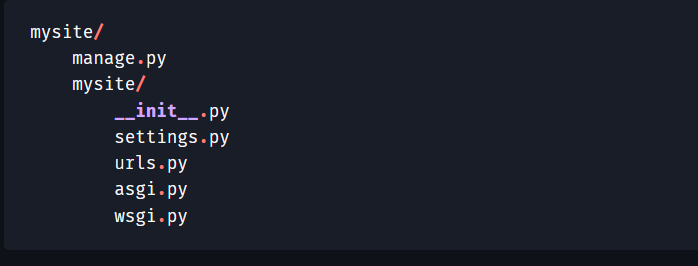 mysite/
    manage.py
    mysite/
        __init__.py
        settings.py
        urls.py
        asgi.py
        wsgi.py